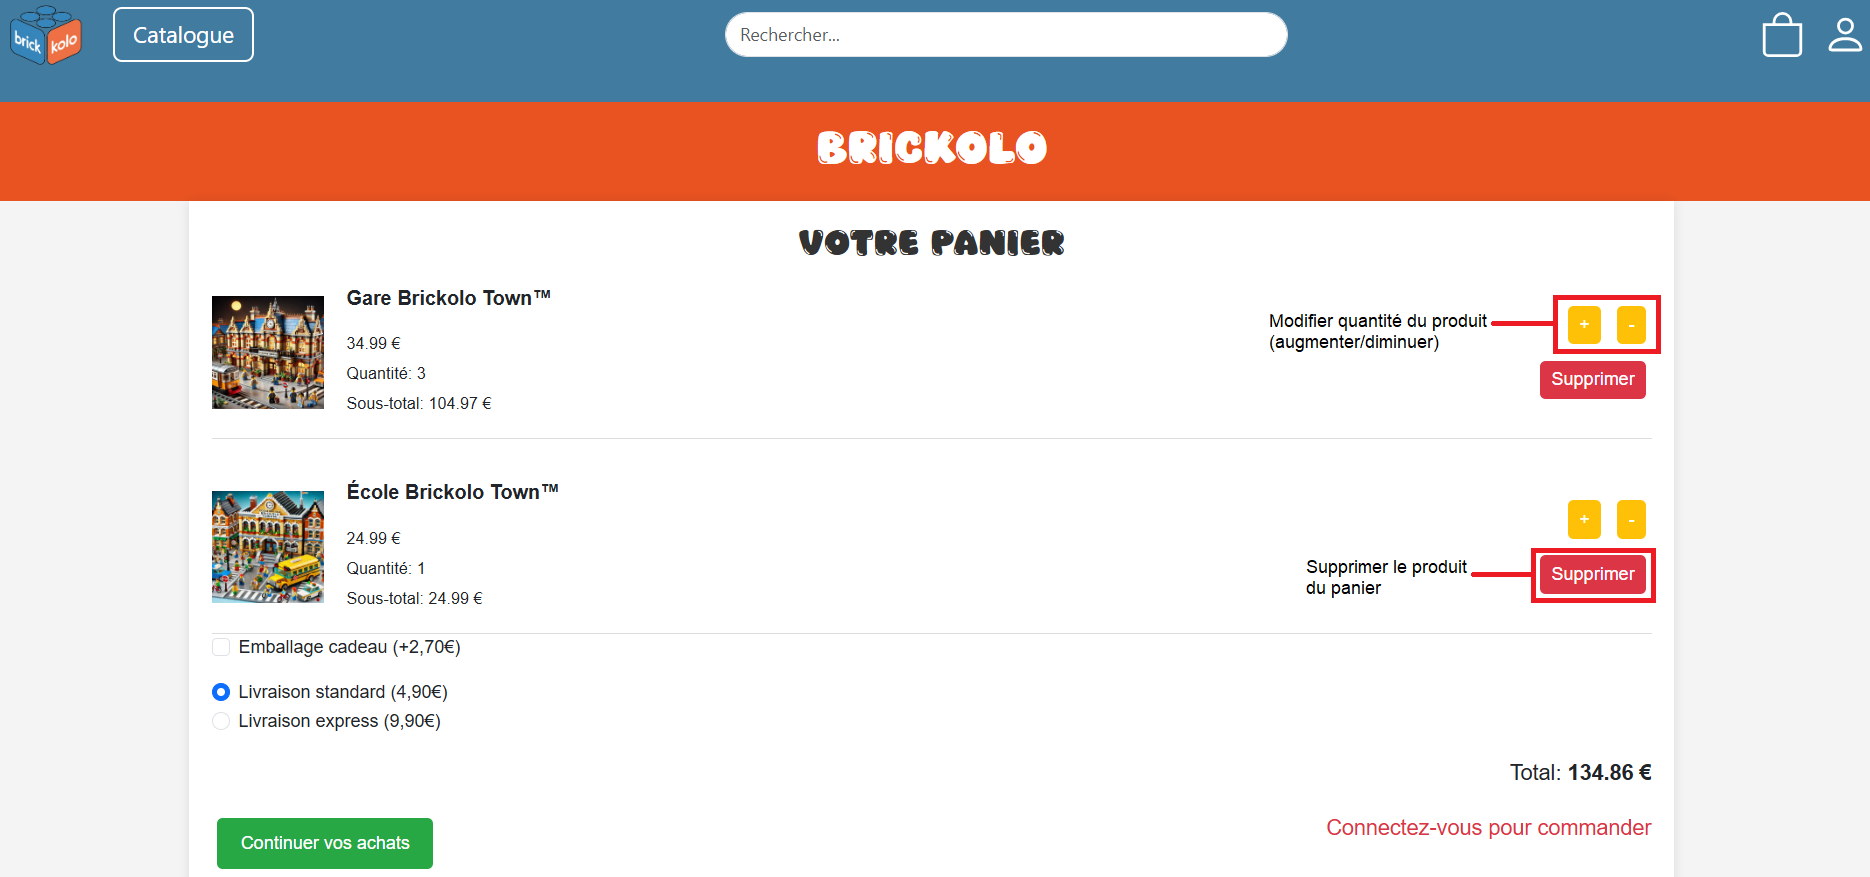 brick kolo
Catalogue
Rechercher...
BRICKOLO
VOTRE PANIER
Gare Brickolo Town™
34.99 €
Quantité: 3
Sous-total: 104.97 €
Modifier quantité du produit
(augmenter/diminuer)
+ -
Supprimer
École Brickolo Town™
24.99 €
Quantité: 1
Sous-total: 24.99 €
+ -
Supprimer le produit
du panier
Supprimer
Emballage cadeau (+2,70€)
Livraison standard (4,90€)
Livraison express (9,90€)
Total: 134.86 €
Connectez-vous pour commander
Continuer vos achats